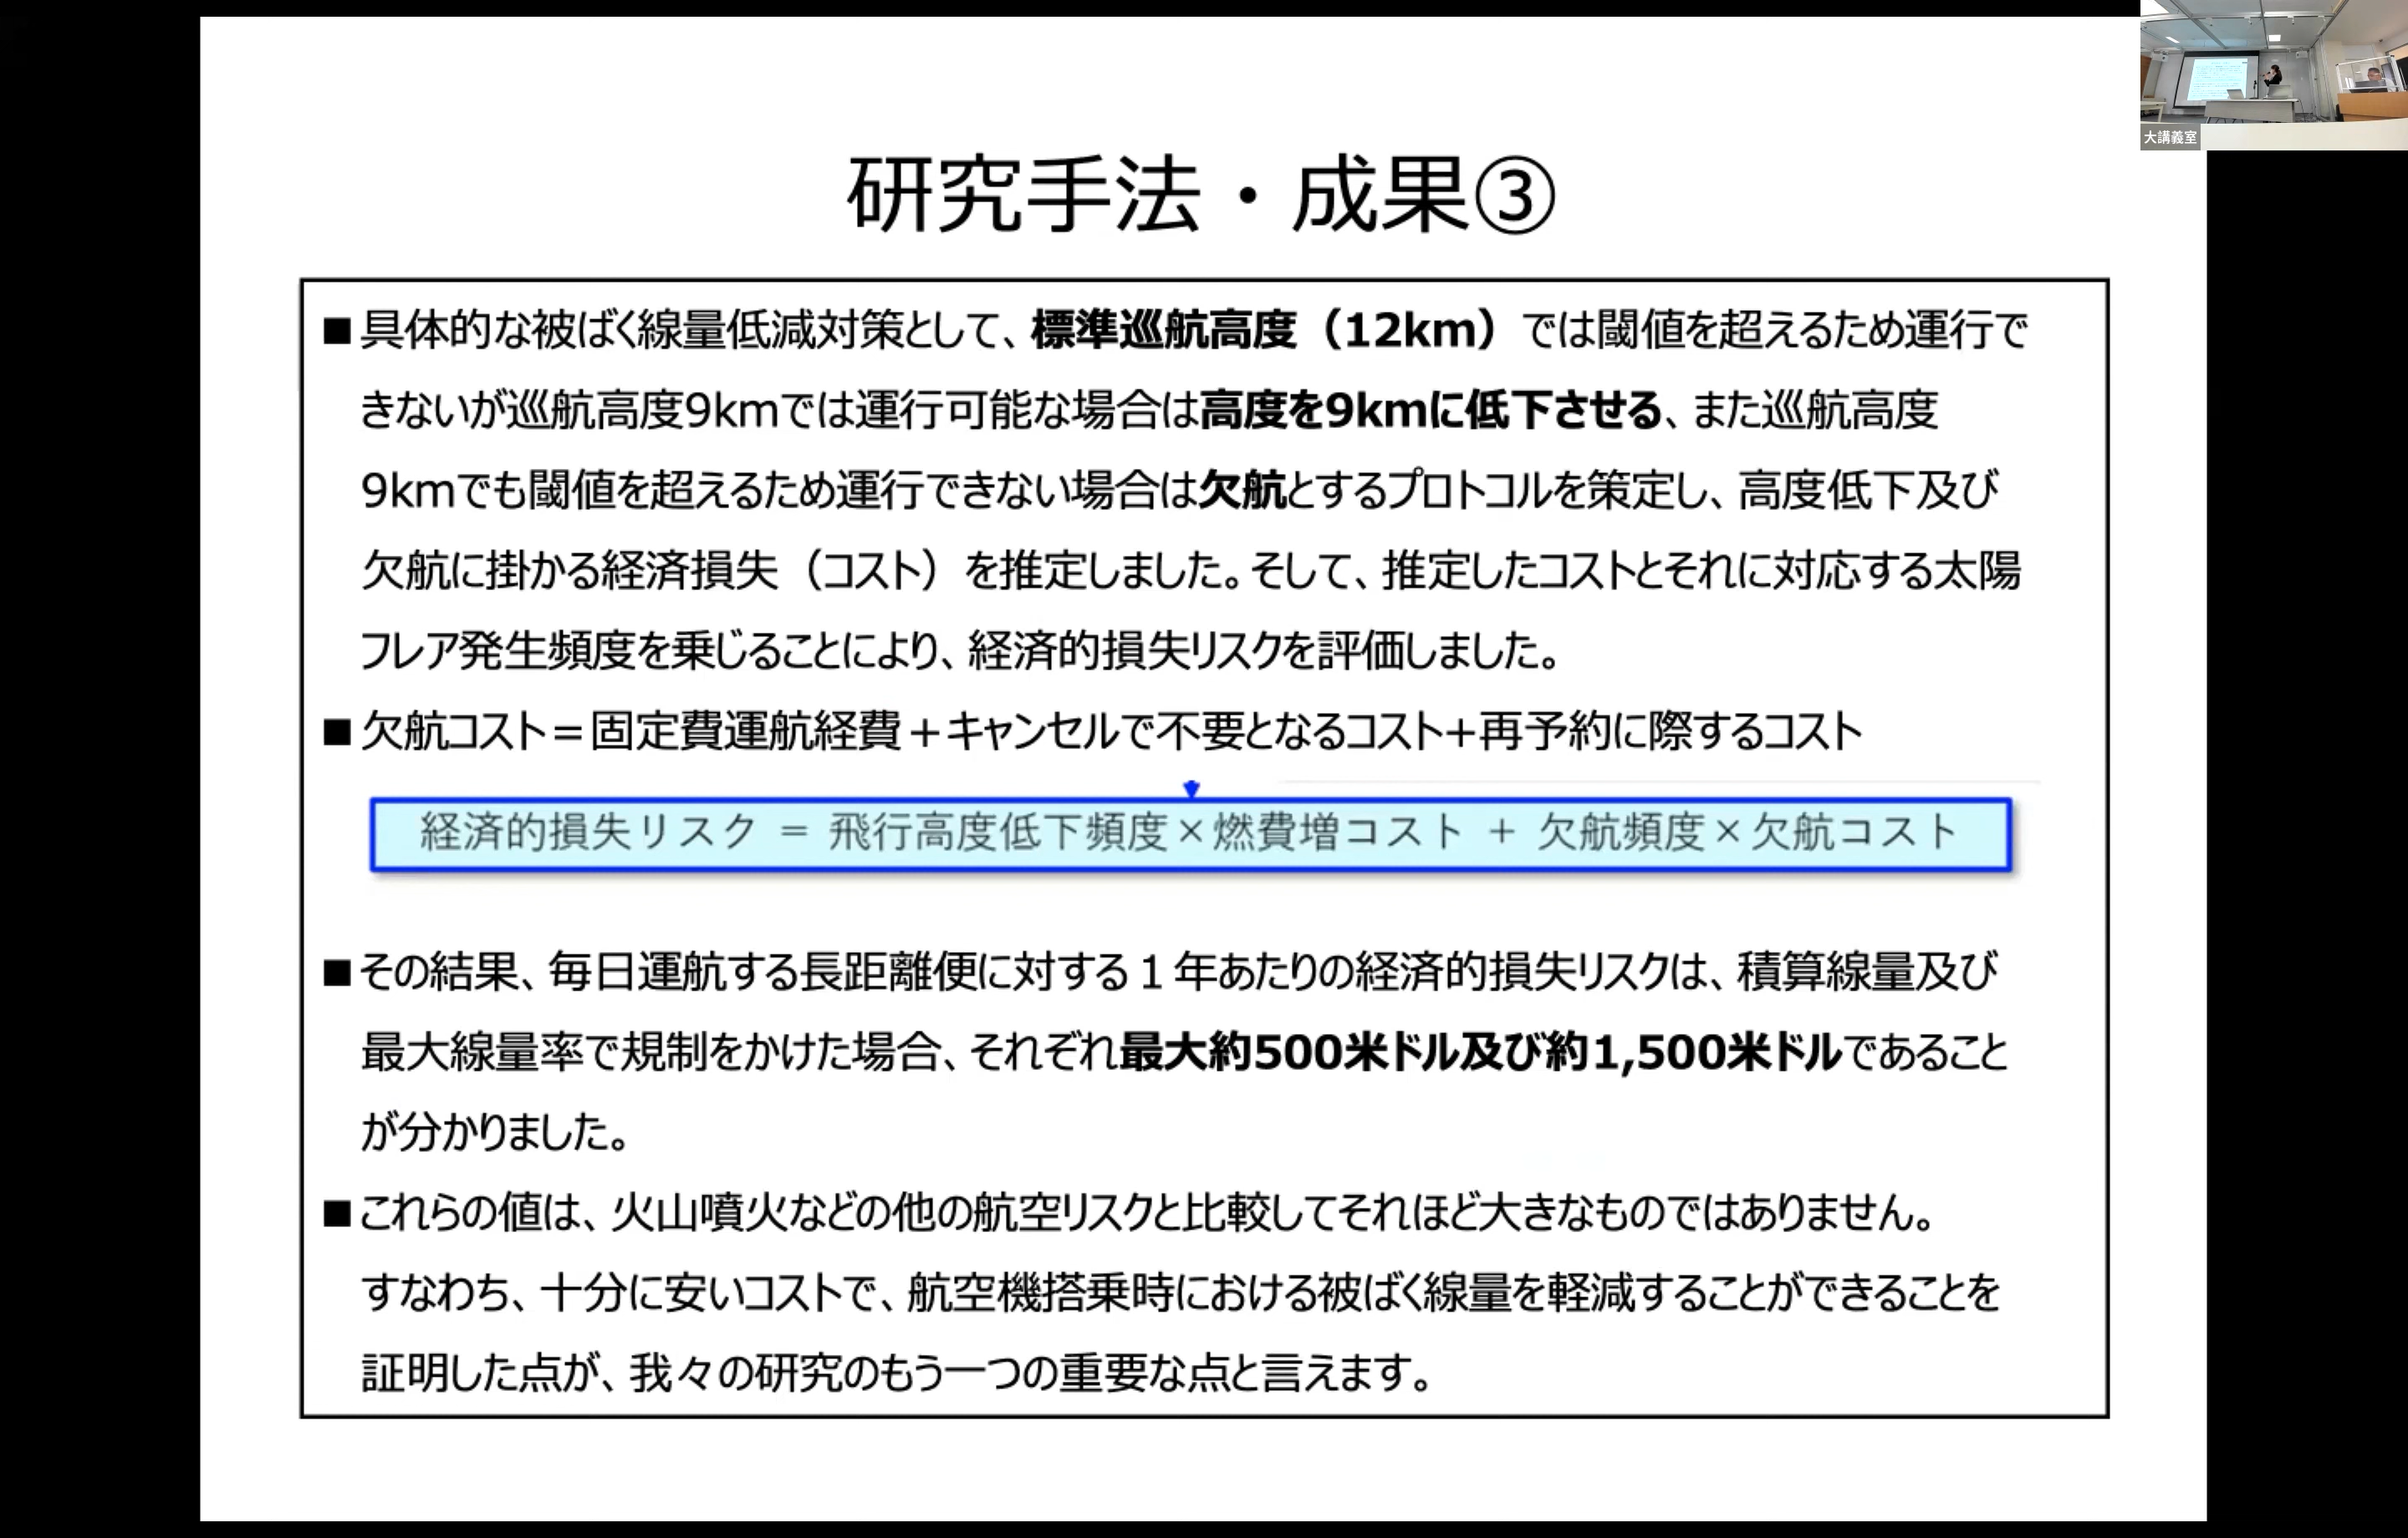 大講義室
研究手法・成果③
■具体的な被ばく線量低減対策として、標準巡航高度（12km）では閾値を超えるため運行で
きないが巡航高度9kmでは運行可能な場合は高度を9kmに低下させる、また巡航高度
9kmでも閾値を超えるため運行できない場合は欠航とするプロトコルを策定し、高度低下及び
欠航に掛かる経済損失（コスト）を推定しました。そして、推定したコストとそれに対応する太陽
フレア発生頻度を乗じることにより、経済的損失リスクを評価しました。
■欠航コスト＝固定費運航経費＋キャンセルで不要となるコスト+再予約に際するコスト
経済的損失リスク ＝ 飛行高度低下頻度×燃費増コスト ＋ 欠航頻度×欠航コスト
■その結果、毎日運航する長距離便に対する１年あたりの経済的損失リスクは、積算線量及び
最大線量率で規制をかけた場合、それぞれ最大約500米ドル及び約1,500米ドルであること
が分かりました。
■これらの値は、火山噴火などの他の航空リスクと比較してそれほど大きなものではありません。
すなわち、十分に安いコストで、航空機搭乗時における被ばく線量を軽減することができることを
証明した点が、我々の研究のもう一つの重要な点と言えます。